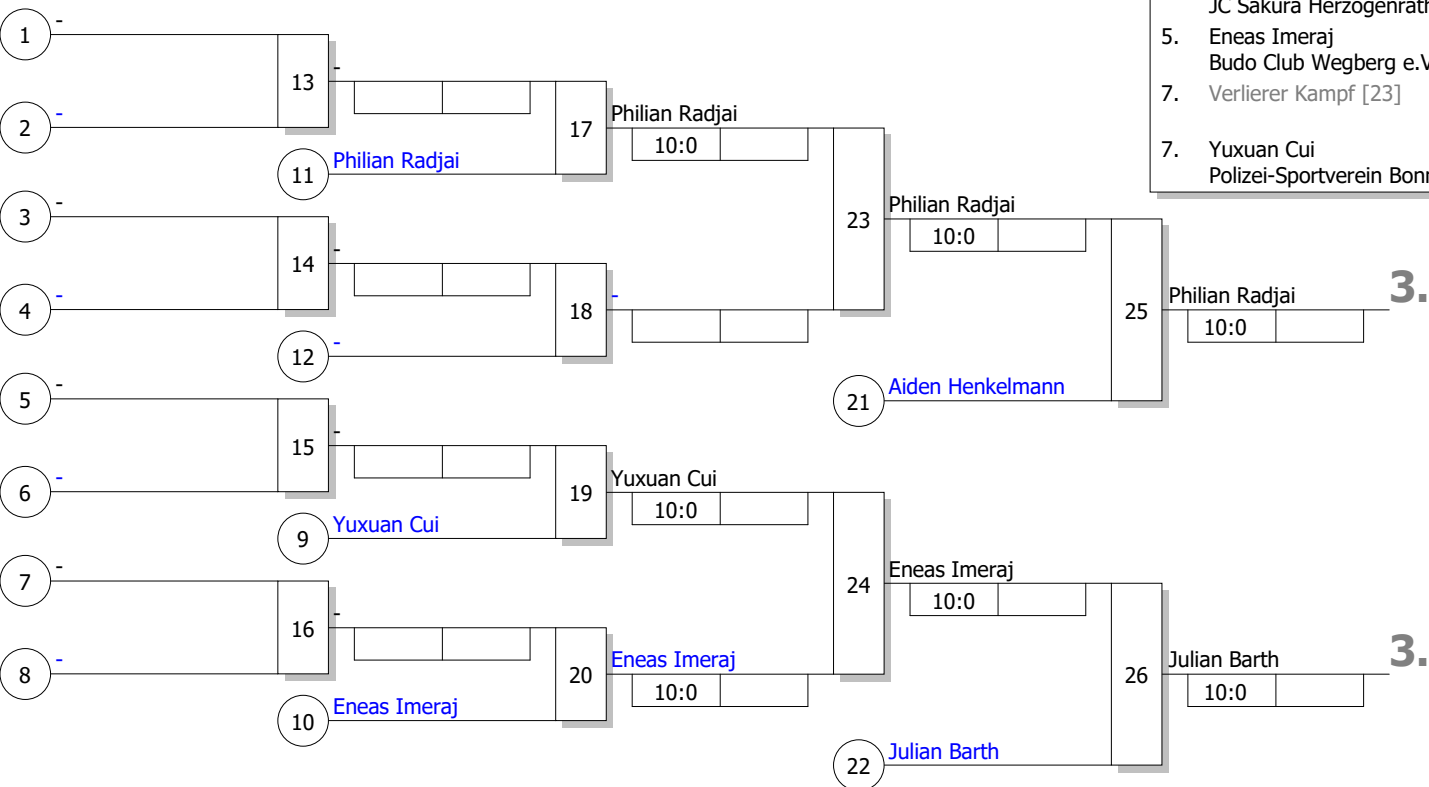 JC Sakura Herzogenrath
5. Eneas Imeraj
Budo Club Wegberg e.V
7. Verlierer Kampf [23]
7. Yuxuan Cui
Polizei-Sportverein Bonn
1 -
2 -
13 -
11 Philian Radjai
17 Philian Radjai
10:0
3 -
4 -
14 -
12 -
18 -
23 Philian Radjai
10:0
21 Aiden Henkelmann
25 Philian Radjai 3.
10:0
5 -
6 -
15 -
9 Yuxuan Cui
19 Yuxuan Cui
10:0
7 -
8 -
16 -
10 Eneas Imeraj
20 Eneas Imeraj
10:0
24 Eneas Imeraj
10:0
22 Julian Barth
26 Julian Barth 3.
10:0